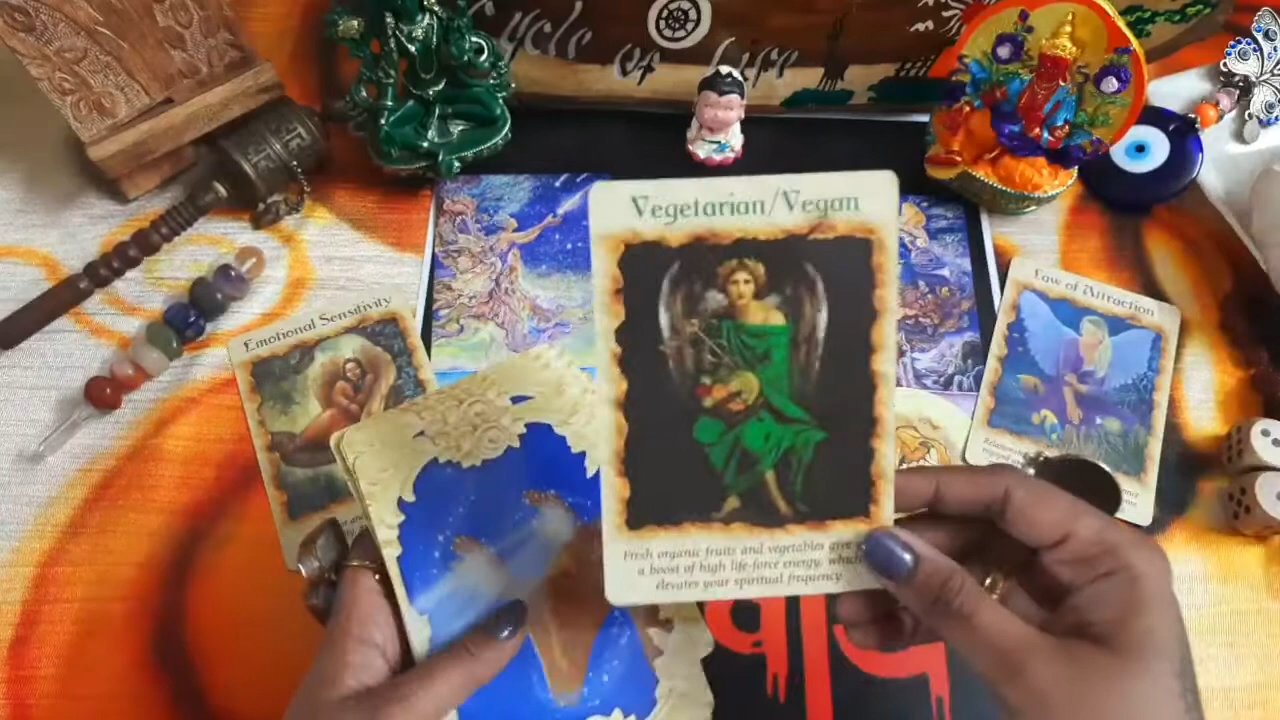 Cycle of Life
Vegetarian/Vegan
Emotional Sensitivity
Law of Attraction
Fresh organic fruits and vegetables give
a boost of high life-force energy, which
elevates your spiritual frequency.